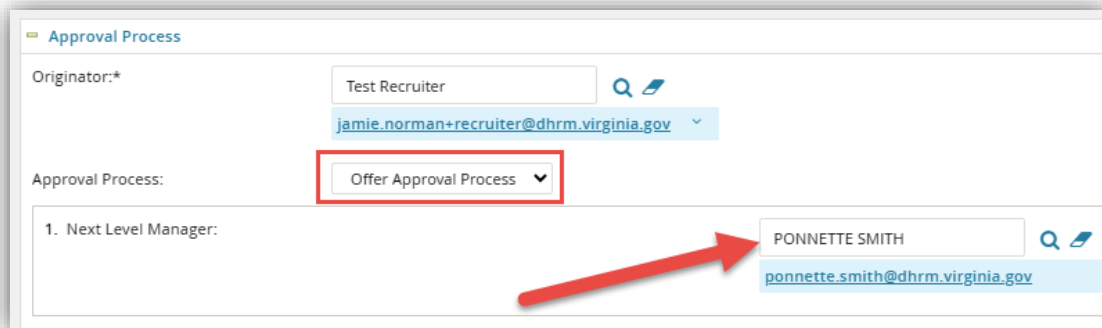 Approval Process
Originator:*
Test Recruiter
jamie.norman+recruiter@dhrm.virginia.gov
Approval Process:
Offer Approval Process
1. Next Level Manager:
PONNETTE SMITH
ponnette.smith@dhrm.virginia.gov